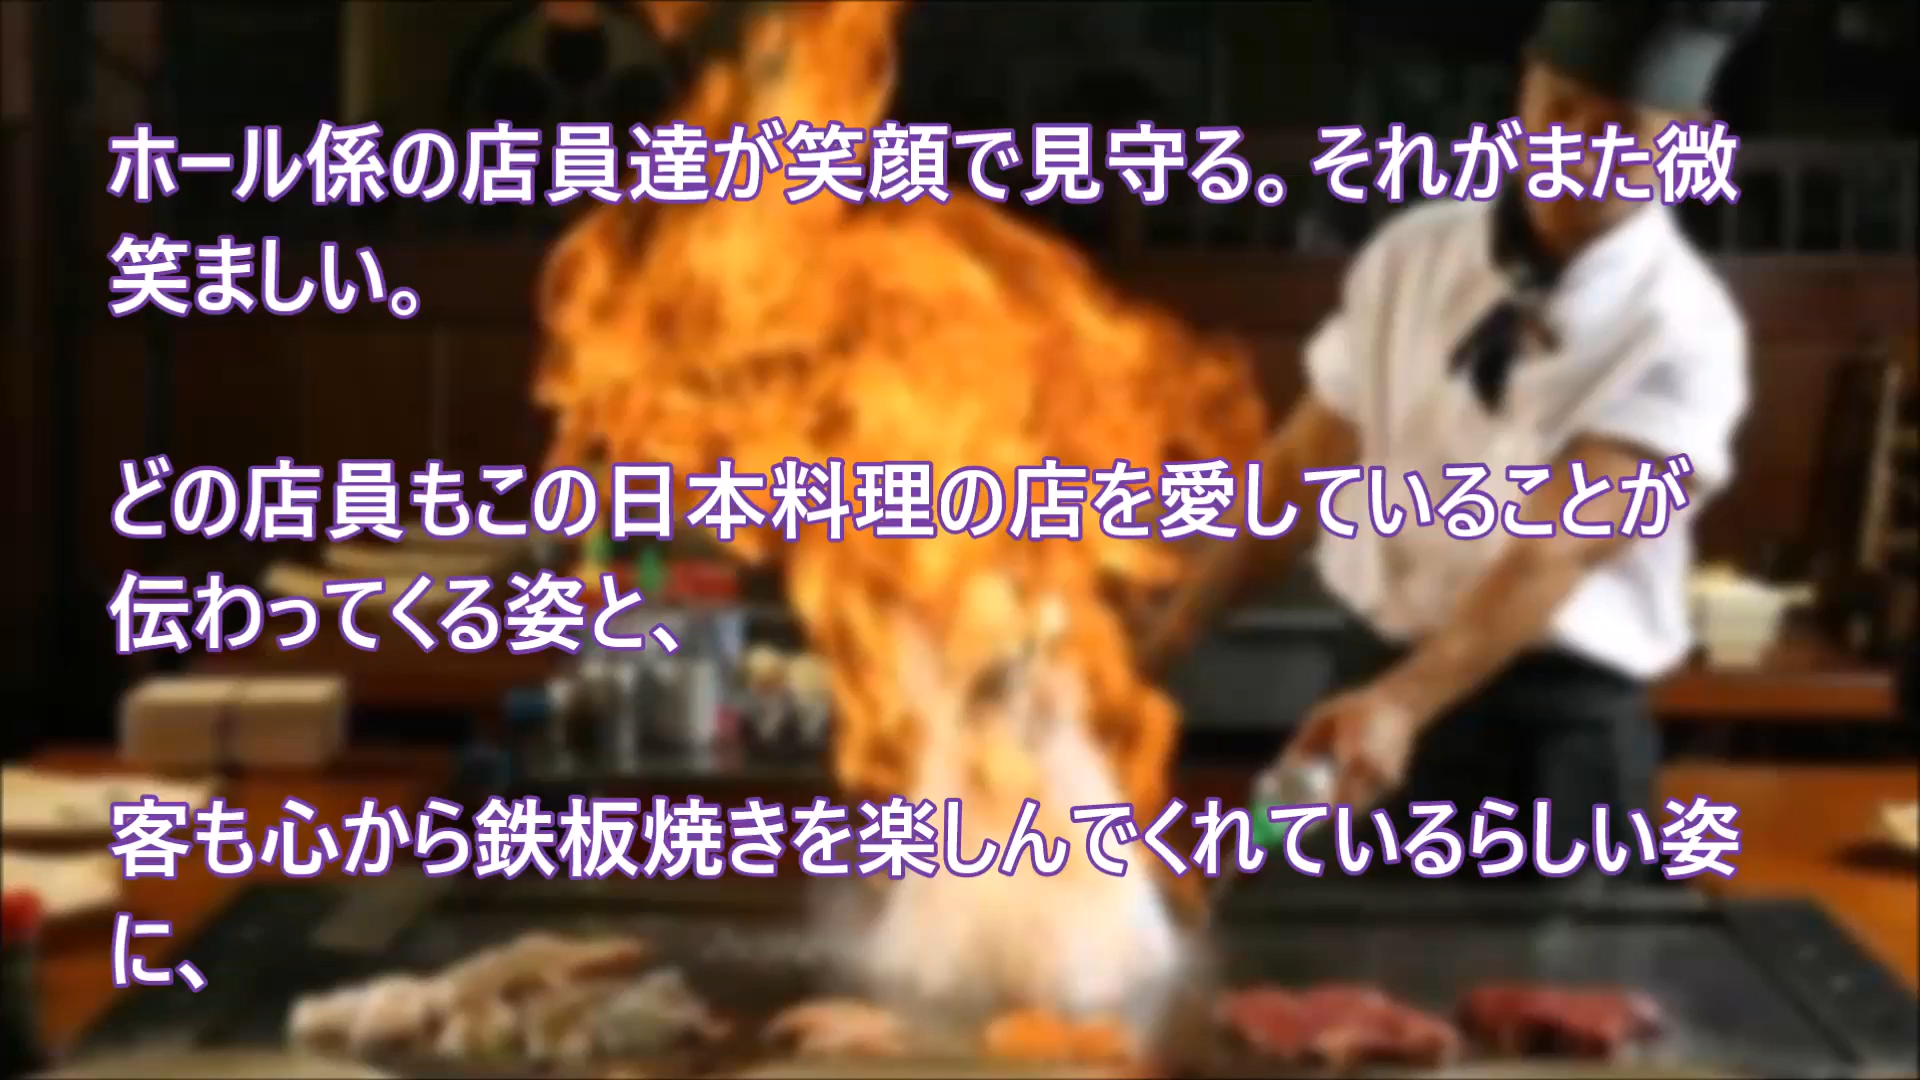 ホール係の店員達が笑顔で見守る。それがまた微
笑ましい。
どの店員もこの日本料理の店を愛していることが
伝わってくる姿と、
客も心から鉄板焼きを楽しんでくれているらしい姿
に、